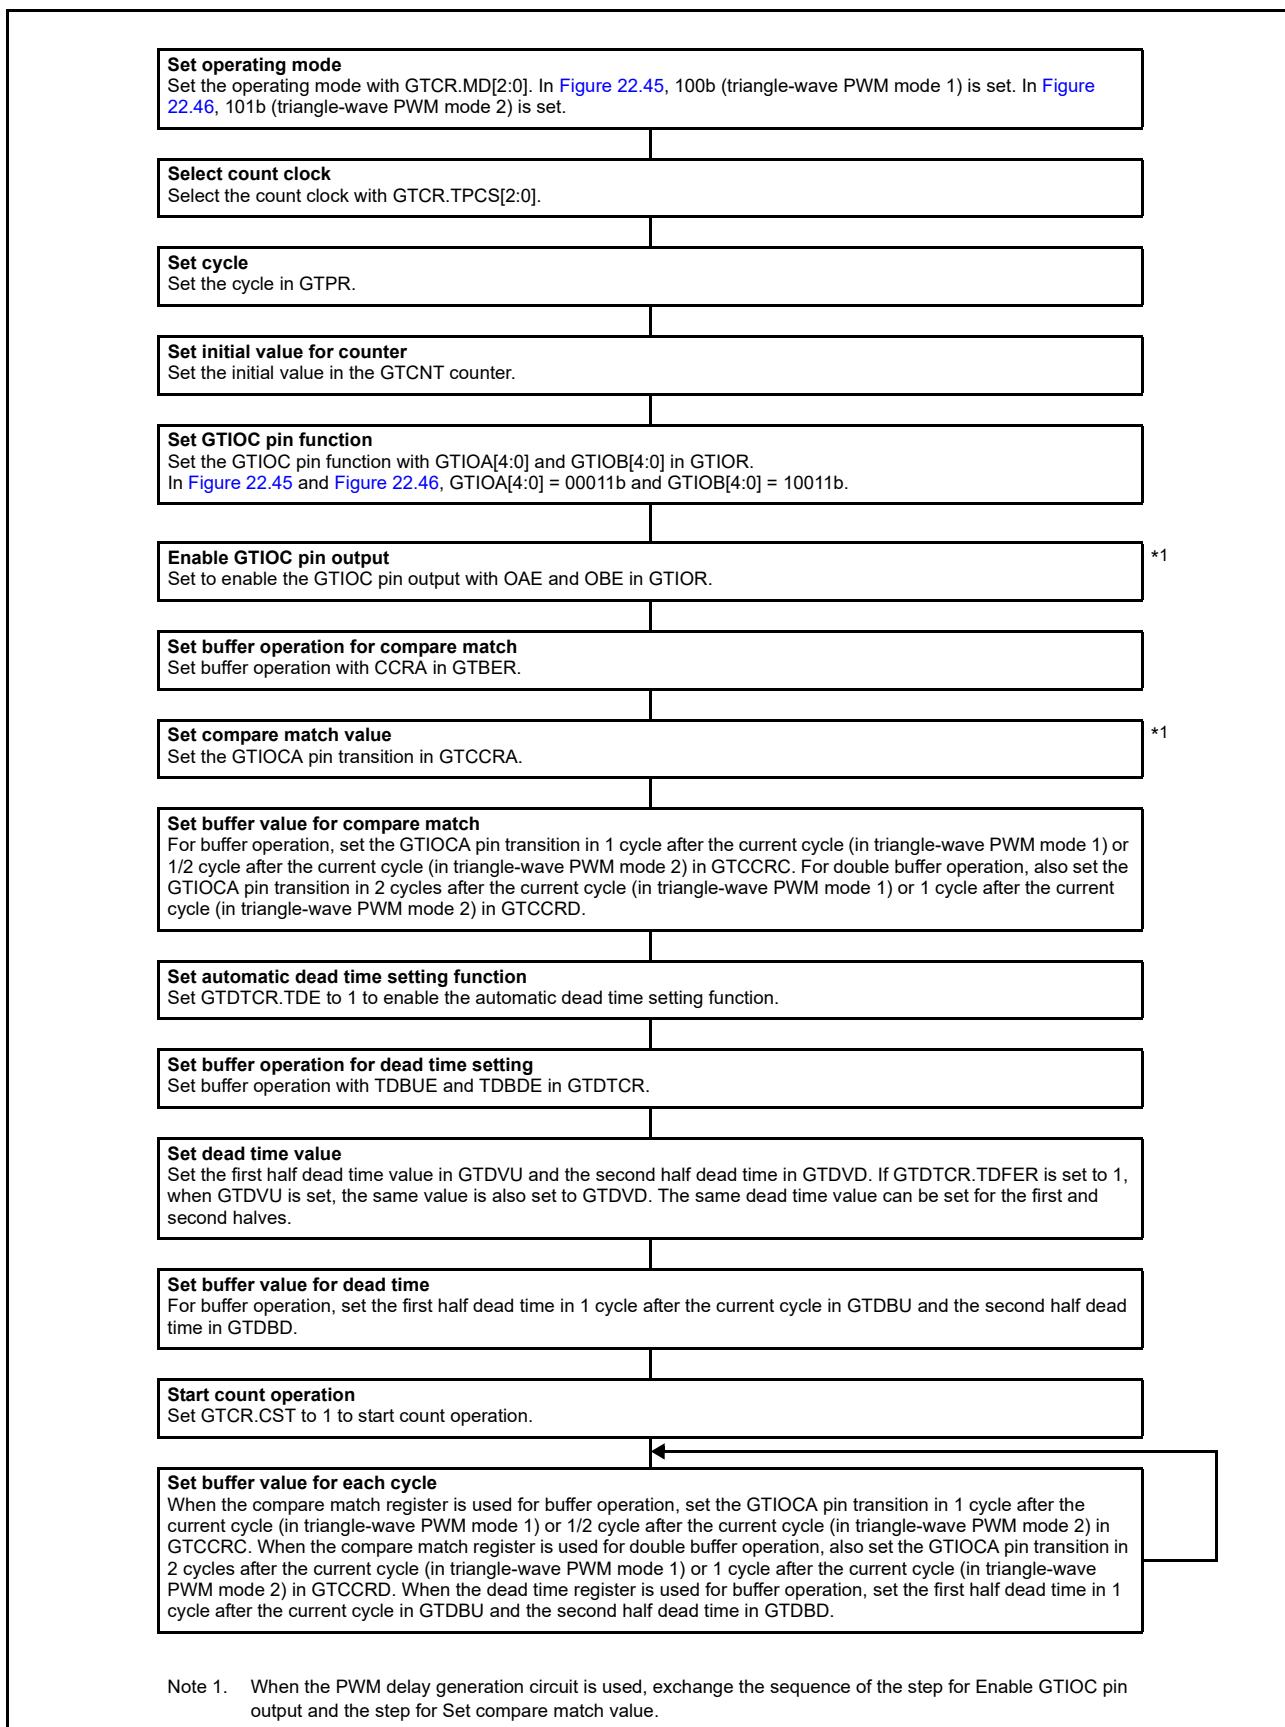 Set operating mode
Set the operating mode with GTCR.MD[2:0]. In Figure 22.45, 100b (triangle-wave PWM mode 1) is set. In Figure
22.46, 101b (triangle-wave PWM mode 2) is set.
Select count clock
Select the count clock with GTCR.TPCS[2:0].
Set cycle
Set the cycle in GTPR.
Set initial value for counter
Set the initial value in the GTCNT counter.
Set GTIOC pin function
Set the GTIOC pin function with GTIOA[4:0] and GTIOB[4:0] in GTIOR.
In Figure 22.45 and Figure 22.46, GTIOA[4:0] = 00011b and GTIOB[4:0] = 10011b.
Enable GTIOC pin output *1
Set to enable the GTIOC pin output with OAE and OBE in GTIOR.
Set buffer operation for compare match
Set buffer operation with CCRA in GTBER.
Set compare match value *1
Set the GTIOCA pin transition in GTCCRA.
Set buffer value for compare match
For buffer operation, set the GTIOCA pin transition in 1 cycle after the current cycle (in triangle-wave PWM mode 1) or
1/2 cycle after the current cycle (in triangle-wave PWM mode 2) in GTCCRC. For double buffer operation, also set the
GTIOCA pin transition in 2 cycles after the current cycle (in triangle-wave PWM mode 1) or 1 cycle after the current
cycle (in triangle-wave PWM mode 2) in GTCCRD.
Set automatic dead time setting function
Set GTDTCR.TDE to 1 to enable the automatic dead time setting function.
Set buffer operation for dead time setting
Set buffer operation with TDBUE and TDBDE in GTDTCR.
Set dead time value
Set the first half dead time value in GTDVU and the second half dead time in GTDVD. If GTDTCR.TDFER is set to 1,
when GTDVU is set, the same value is also set to GTDVD. The same dead time value can be set for the first and
second halves.
Set buffer value for dead time
For buffer operation, set the first half dead time in 1 cycle after the current cycle in GTDBU and the second half dead
time in GTDBD.
Start count operation
Set GTCR.CST to 1 to start count operation.
Set buffer value for each cycle
When the compare match register is used for buffer operation, set the GTIOCA pin transition in 1 cycle after the
current cycle (in triangle-wave PWM mode 1) or 1/2 cycle after the current cycle (in triangle-wave PWM mode 2) in
GTCCRC. When the compare match register is used for double buffer operation, also set the GTIOCA pin transition in
2 cycles after the current cycle (in triangle-wave PWM mode 1) or 1 cycle after the current cycle (in triangle-wave
PWM mode 2) in GTCCRD. When the dead time register is used for buffer operation, set the first half dead time in 1
cycle after the current cycle in GTDBU and the second half dead time in GTDBD.
Note 1. When the PWM delay generation circuit is used, exchange the sequence of the step for Enable GTIOC pin
output and the step for Set compare match value.